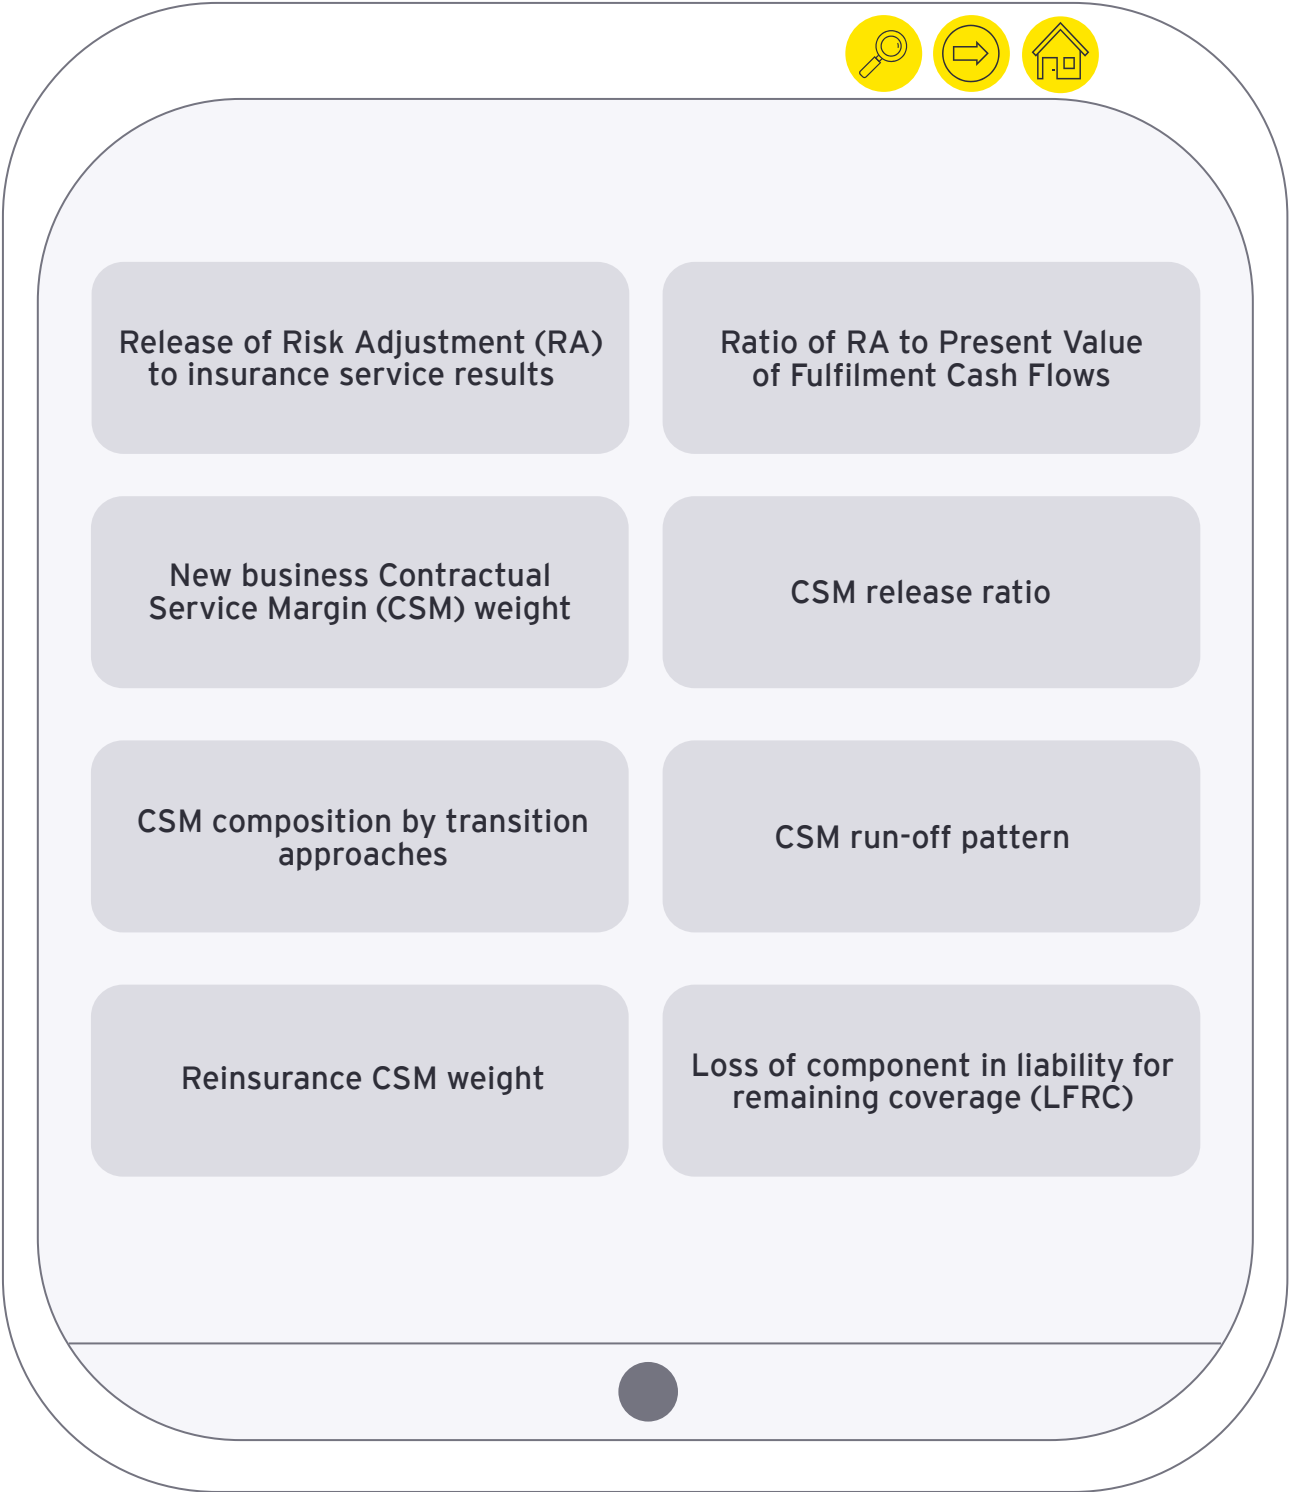 Release of Risk Adjustment (RA)
to insurance service results
Ratio of RA to Present Value
of Fulfilment Cash Flows
New business Contractual
Service Margin (CSM) weight
CSM release ratio
CSM composition by transition
approaches
CSM run-off pattern
Reinsurance CSM weight
Loss of component in liability for
remaining coverage (LFRC)